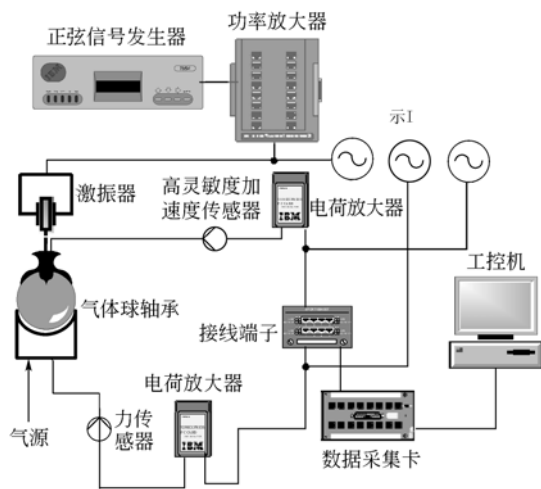 正弦信号发生器
功率放大器
示I
激振器
高灵敏度加
速度传感器
电荷放大器
IBM
工控机
气体球轴承
接线端子
电荷放大器
力传
感器
IBM
气源
数据采集卡